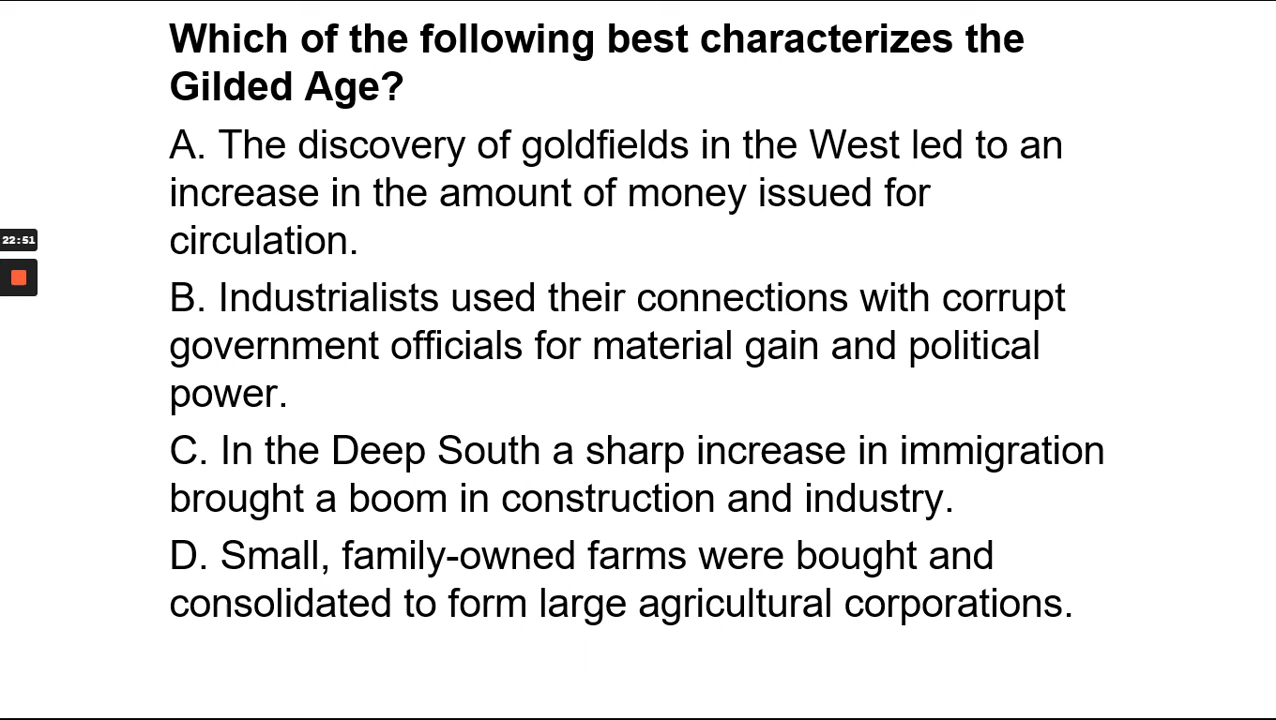 Which of the following best characterizes the
Gilded Age?
A. The discovery of goldfields in the West led to an
increase in the amount of money issued for
circulation.
22:51
B. Industrialists used their connections with corrupt
government officials for material gain and political
power.
C. In the Deep South a sharp increase in immigration
brought a boom in construction and industry.
D. Small, family-owned farms were bought and
consolidated to form large agricultural corporations.